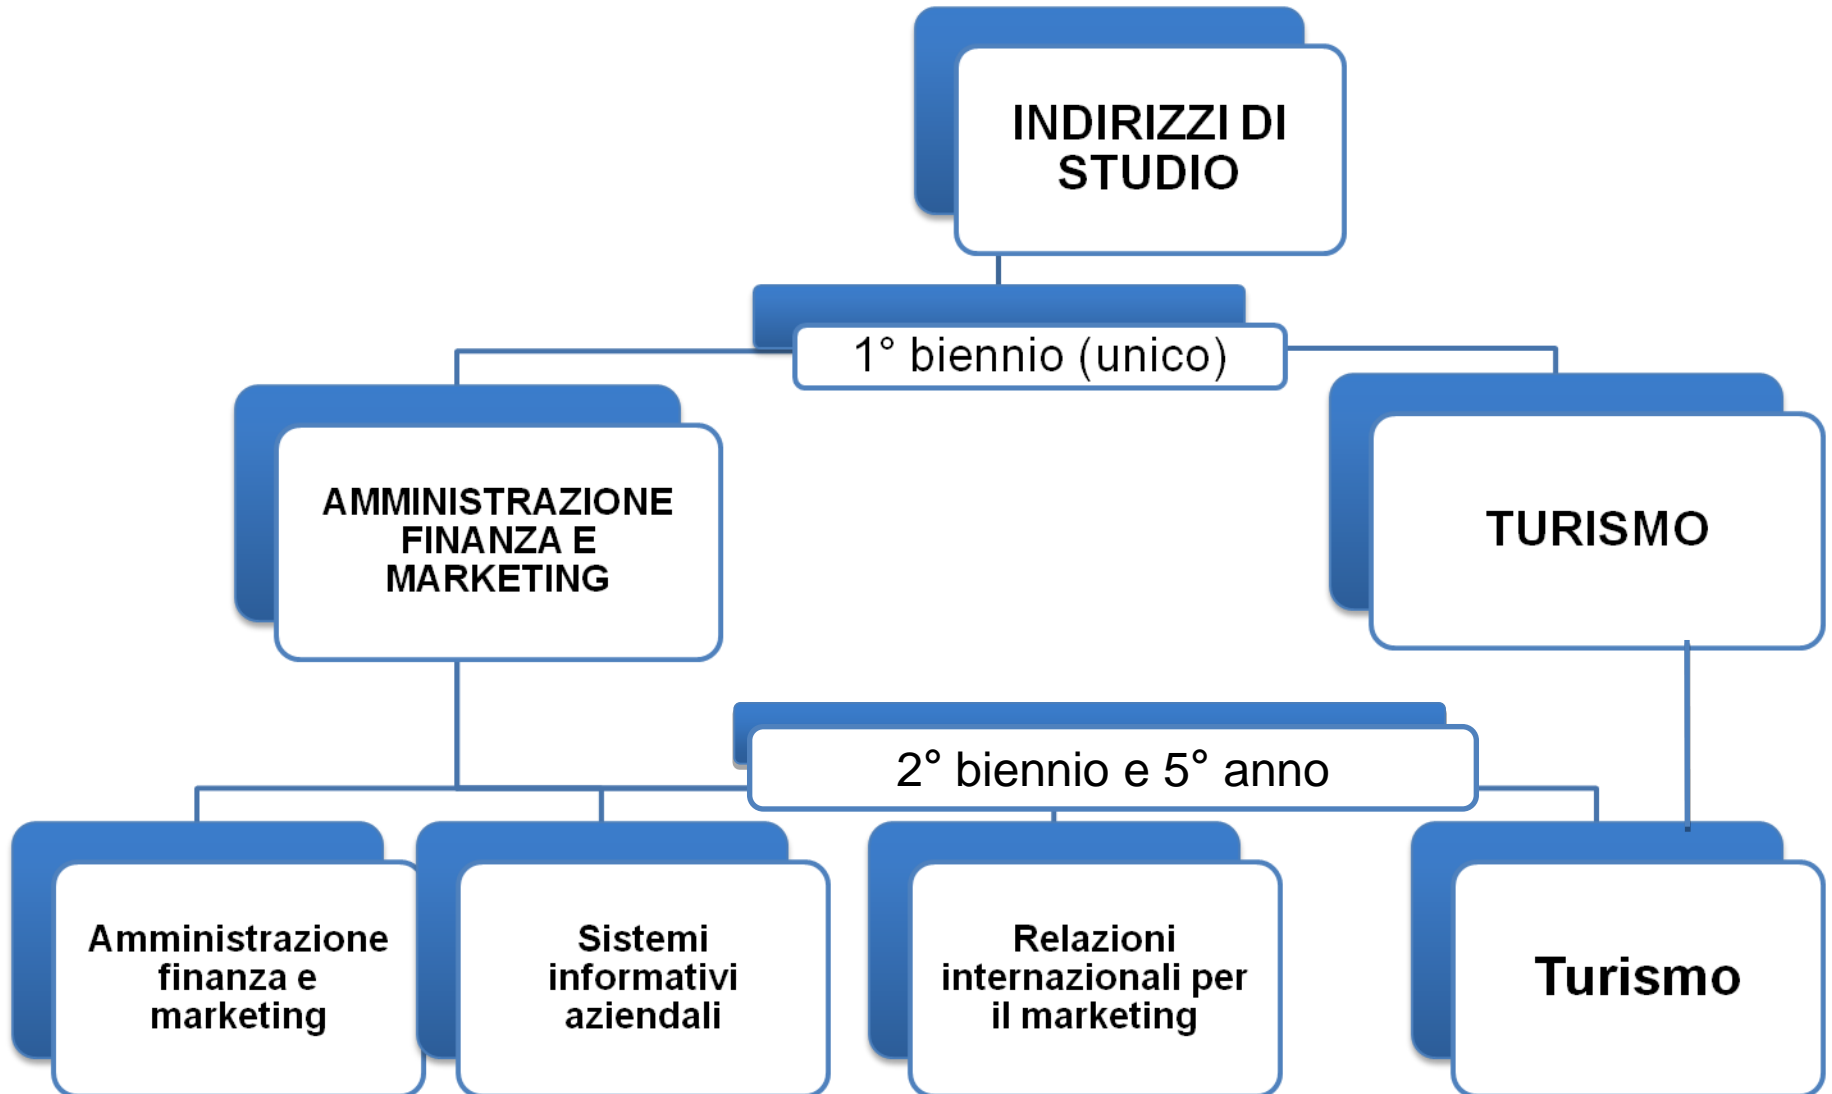 INDIRIZZI DI
STUDIO
1° biennio (unico)
AMMINISTRAZIONE
FINANZA E
MARKETING
TURISMO
2° biennio e 5° anno
Amministrazione
finanza e
marketing
Sistemi
informativi
aziendali
Relazioni
internazionali per
il marketing
Turismo